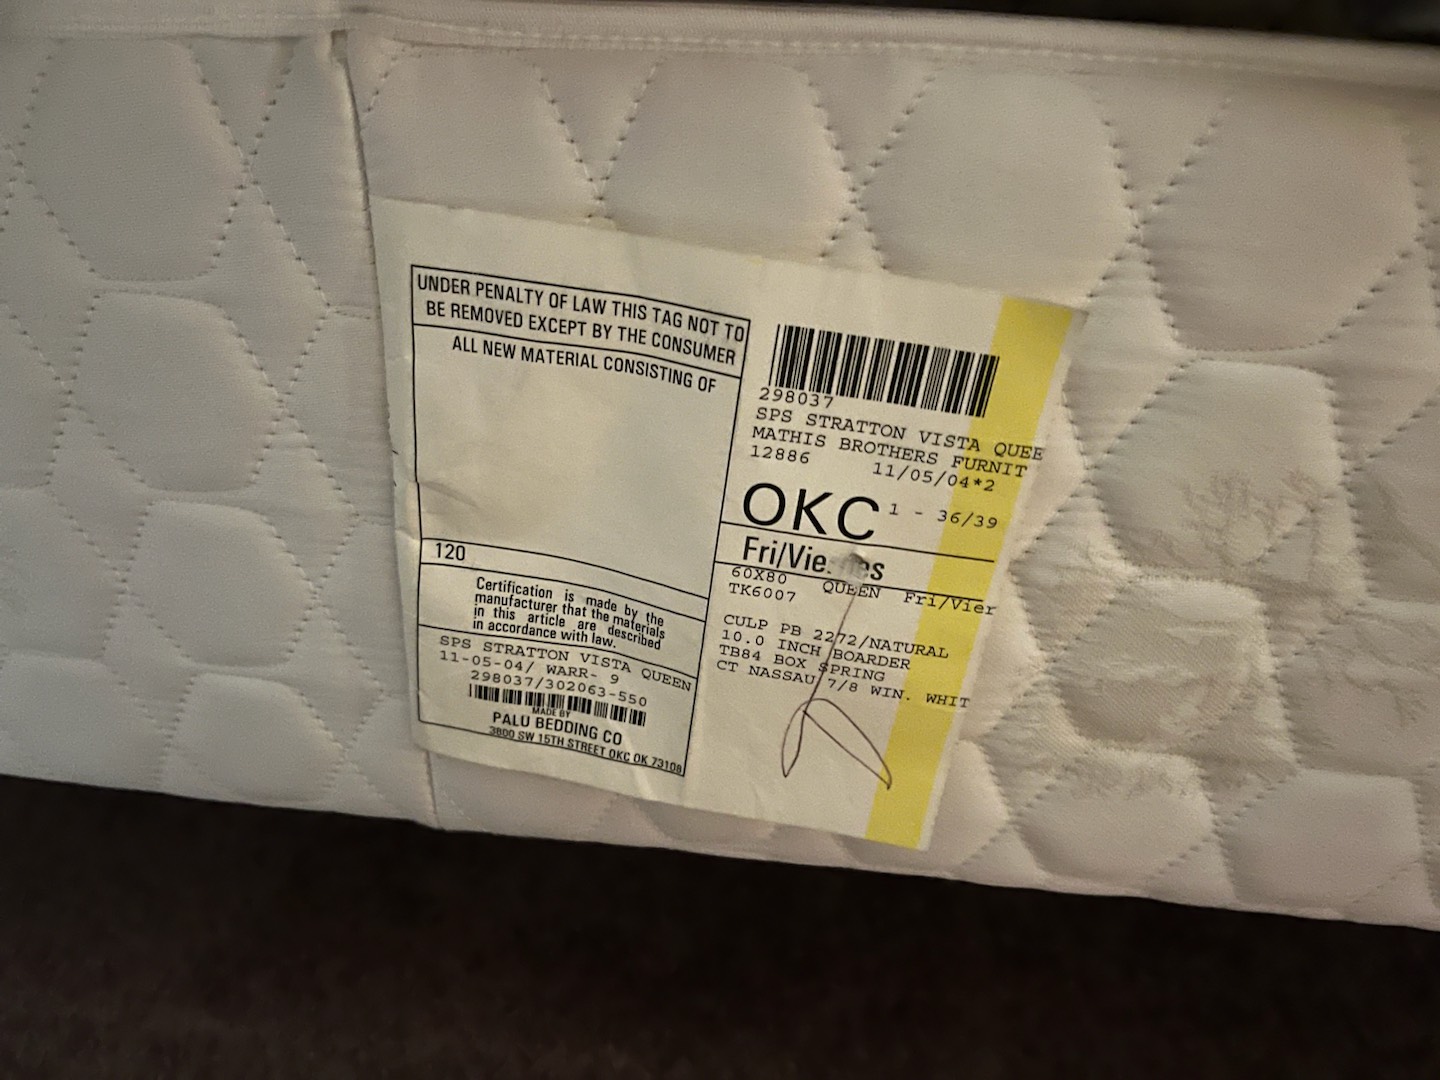 UNDER PENALTY OF LAW THIS TAG NOT TO
BE REMOVED EXCEPT BY THE CONSUMER
ALL NEW MATERIAL CONSISTING OF
120
Certification is made by the
manufacturer that the materials
in this article are described
in accordance with law.
SPS STRATTON VISTA QUEEN
11-05-04/ WARR- 9
298037/302063-550
MADE BY
PALU BEDDING CO
3800 SW 15TH STREET OKC OK 73108
298037
SPS STRATTON VISTA QUEE
MATHIS BROTHERS FURNIT
12886 11/05/04*2
OKC 1 - 36/39
Fri/Vie. es
60X80 QUEEN Fri/Vier
TK6007
CULP PB 2272/NATURAL
10.0 INCH BOARDER
TB84 BOX SPRING
CT NASSAU 7/8 WIN. WHIT